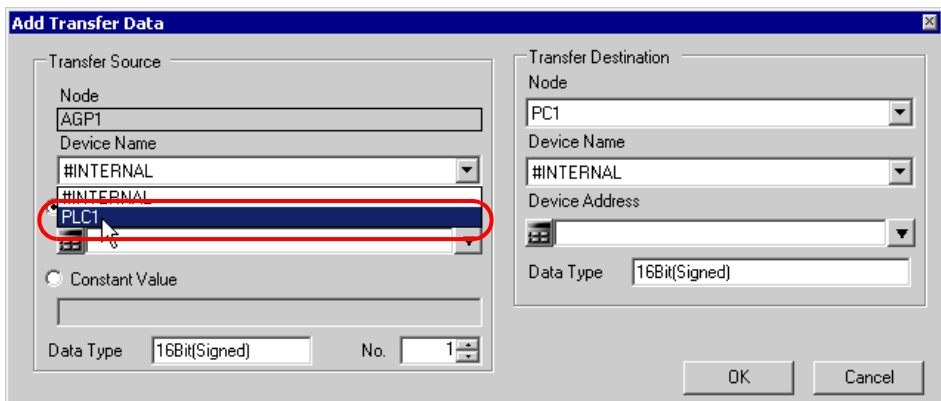 Add Transfer Data
Transfer Source
Node
AGP1
Device Name
#INTERNAL
#INTERNAL
PLC1
Constant Value
Data Type 16Bit(Signed) No. 1
Transfer Destination
Node
PC1
Device Name
#INTERNAL
Device Address
Data Type 16Bit(Signed)
OK Cancel